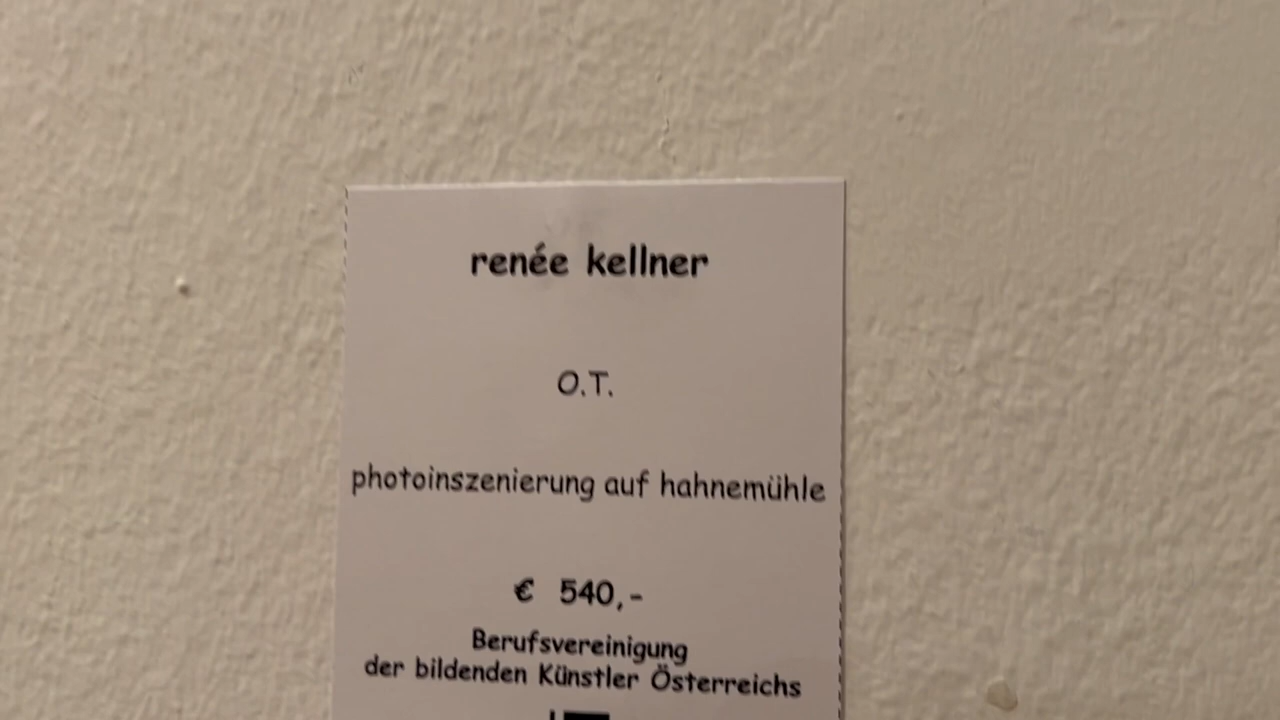 renée kellner
O.T.
photoinszenierung auf hahnemühle
€ 540,-
Berufsvereinigung
der bildenden Künstler Österreichs